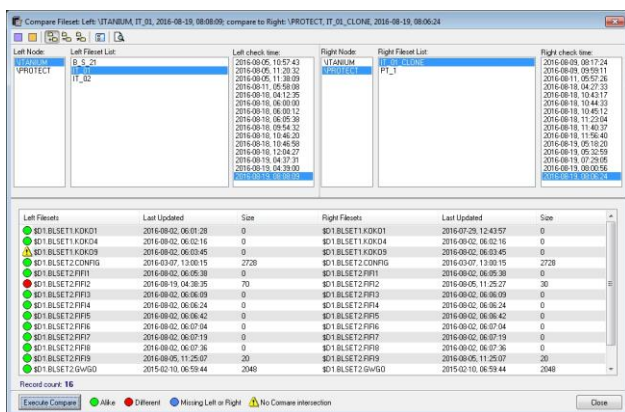 Compare Fileset: Left: \ITANIUM, IT_01, 2016-08-19, 08:08:09; compare to Right: \PROTECT, IT_01_CLONE, 2016-08-19, 08:06:24
Left Node: Left Fileset List: Left check time: Right Node: Right Fileset List: Right check time:
\ITANIUM B_S_21 2016-08-05, 10:57:43 \ITANIUM IT_01_CLONE 2016-08-09, 08:17:24
\PROTECT IT_01 2016-08-05, 11:20:32 \PROTECT PT_1 2016-08-09, 09:59:11
IT_02 2016-08-05, 11:38:09 2016-08-11, 05:57:26
2016-08-11, 05:58:08 2016-08-18, 04:27:33
2016-08-18, 04:12:35 2016-08-18, 10:43:17
2016-08-18, 06:00:00 2016-08-18, 10:44:33
2016-08-18, 06:00:12 2016-08-18, 10:45:12
2016-08-18, 06:05:38 2016-08-18, 11:23:04
2016-08-18, 09:54:32 2016-08-18, 11:40:37
2016-08-18, 10:46:20 2016-08-18, 11:56:40
2016-08-18, 10:46:58 2016-08-19, 05:18:20
2016-08-18, 12:04:27 2016-08-19, 05:32:59
2016-08-19, 04:37:31 2016-08-19, 07:29:05
2016-08-19, 04:39:00 2016-08-19, 08:00:56
2016-08-19, 08:08:09 2016-08-19, 08:06:24
Left Filesets Last Updated Size Right Filesets Last Updated Size
$D1.BLSET1.KOKO1 2016-08-02, 06:01:28 0 $D1.BLSET1.KOKO1 2016-07-29, 12:43:57 0
$D1.BLSET1.KOKO4 2016-08-02, 06:02:16 0 $D1.BLSET1.KOKO4 2016-08-02, 06:02:16 0
$D1.BLSET1.KOKO9 2016-08-02, 06:03:45 0 $D1.BLSET1.KOKO9 2016-08-02, 06:03:45 0
$D1.BLSET2.CONFIG 2016-03-07, 13:00:15 2728 $D1.BLSET2.CONFIG 2016-03-07, 13:00:15 2728
$D1.BLSET2.FIFI1 2016-08-02, 06:05:38 0 $D1.BLSET2.FIFI1 2016-08-02, 06:05:38 0
$D1.BLSET2.FIFI2 2016-08-19, 04:38:35 70 $D1.BLSET2.FIFI2 2016-08-05, 11:25:27 30
$D1.BLSET2.FIFI3 2016-08-02, 06:06:09 0 $D1.BLSET2.FIFI3 2016-08-02, 06:06:09 0
$D1.BLSET2.FIFI4 2016-08-02, 06:06:24 0 $D1.BLSET2.FIFI4 2016-08-02, 06:06:24 0
$D1.BLSET2.FIFI5 2016-08-02, 06:06:42 0 $D1.BLSET2.FIFI5 2016-08-02, 06:06:42 0
$D1.BLSET2.FIFI6 2016-08-02, 06:07:04 0 $D1.BLSET2.FIFI6 2016-08-02, 06:07:04 0
$D1.BLSET2.FIFI7 2016-08-02, 06:07:19 0 $D1.BLSET2.FIFI7 2016-08-02, 06:07:19 0
$D1.BLSET2.FIFI8 2016-08-02, 06:07:36 0 $D1.BLSET2.FIFI8 2016-08-02, 06:07:36 0
$D1.BLSET2.FIFI9 2016-08-05, 11:25:07 20 $D1.BLSET2.FIFI9 2016-08-05, 11:25:07 20
$D1.BLSET2.GWGO 2015-02-10, 06:59:44 2048 $D1.BLSET2.GWGO 2015-02-10, 06:59:44 2048
Record count: 16
Execute Compare Alike Different Missing Left or Right No Compare intersection Close